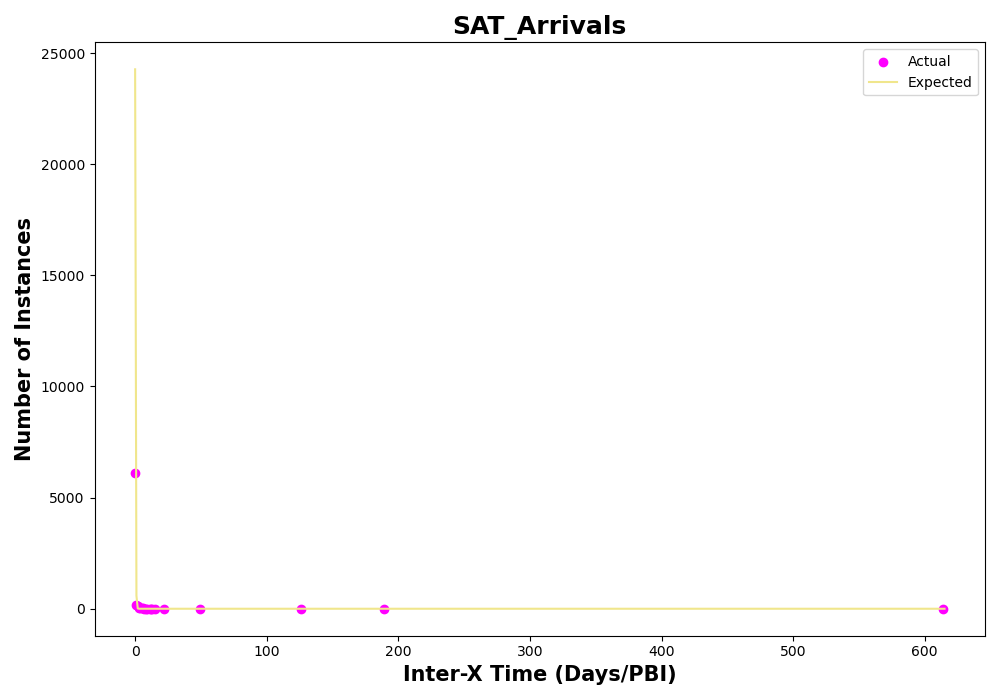 SAT_Arrivals
Actual
Expected
Number of Instances
25000
20000
15000
10000
5000
0
0 100 200 300 400 500 600
Inter-X Time (Days/PBI)